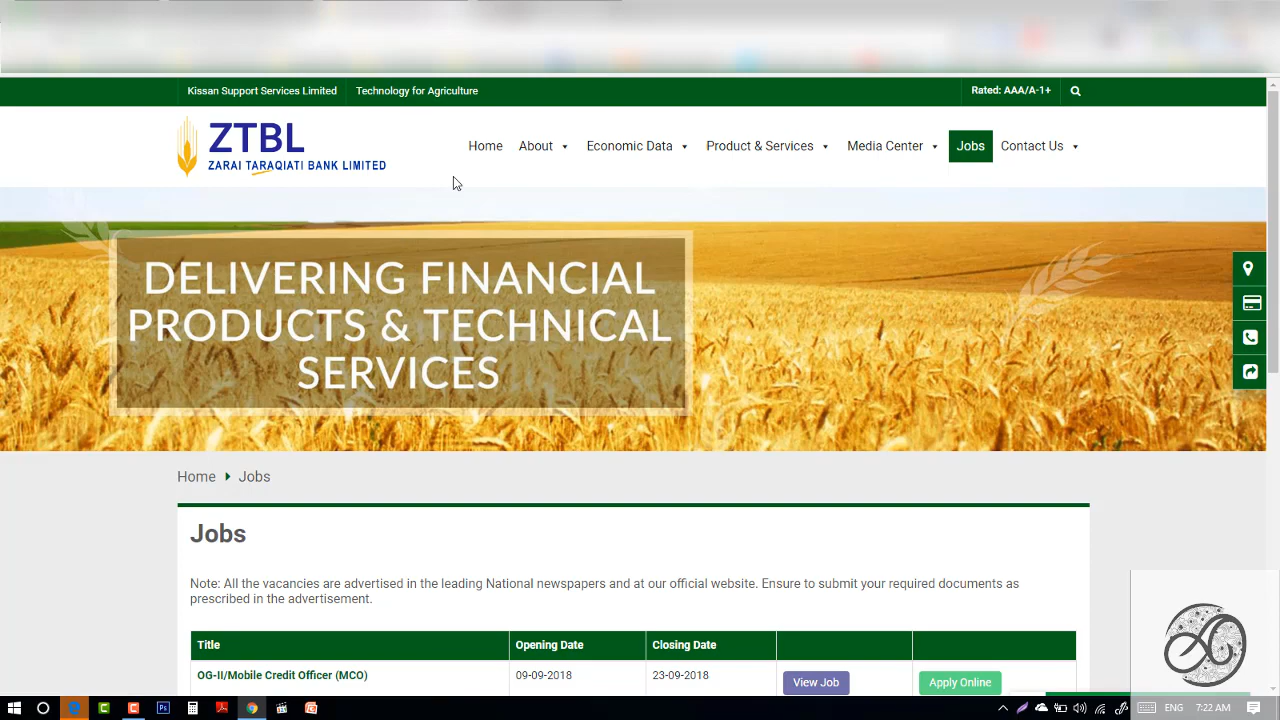 Kissan Support Services Limited Technology for Agriculture Rated: AAA/A-1+
ZTBL
ZARAI TARAQIATI BANK LIMITED
Home About Economic Data Product & Services Media Center Jobs Contact Us
DELIVERING FINANCIAL
PRODUCTS & TECHNICAL
SERVICES
Home Jobs
Jobs
Note: All the vacancies are advertised in the leading National newspapers and at our official website. Ensure to submit your required documents as
prescribed in the advertisement.
Title Opening Date Closing Date
OG-II/Mobile Credit Officer (MCO) 09-09-2018 23-09-2018 View Job Apply Online
ENG 7:22 AM